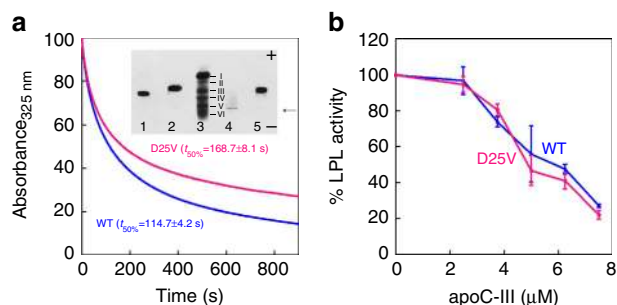 a
100
80
60
40
20
0
Absorbance325 nm
0 200 400 600 800
Time (s)
+
I
II
III
IV
V
VI
–
1 2 3 4 5
←
D25V (t50%=168.7±8.1 s)
WT (t50%=114.7±4.2 s)
b
120
100
80
60
40
20
0
% LPL activity
WT
D25V
0 2 4 6 8
apoC-III (μM)